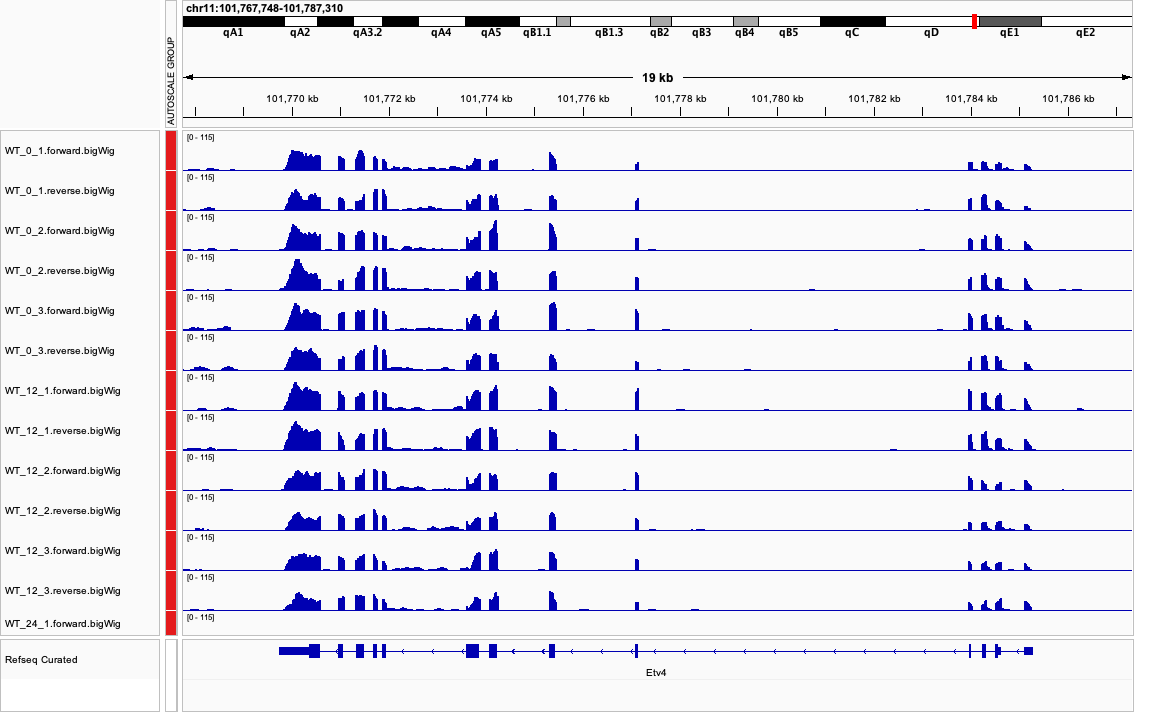 chr11:101,767,748-101,787,310
qA1 qA2 qA3.2 qA4 qA5 qB1.1 qB1.3 qB2 qB3 qB4 qB5 qC qD qE1 qE2
19 kb
101,770 kb 101,772 kb 101,774 kb 101,776 kb 101,778 kb 101,780 kb 101,782 kb 101,784 kb 101,786 kb
AUTOSCALE GROUP
[0 - 115]
WT_0_1.forward.bigWig
[0 - 115]
WT_0_1.reverse.bigWig
[0 - 115]
WT_0_2.forward.bigWig
[0 - 115]
WT_0_2.reverse.bigWig
[0 - 115]
WT_0_3.forward.bigWig
[0 - 115]
WT_0_3.reverse.bigWig
[0 - 115]
WT_12_1.forward.bigWig
[0 - 115]
WT_12_1.reverse.bigWig
[0 - 115]
WT_12_2.forward.bigWig
[0 - 115]
WT_12_2.reverse.bigWig
[0 - 115]
WT_12_3.forward.bigWig
[0 - 115]
WT_12_3.reverse.bigWig
[0 - 115]
WT_24_1.forward.bigWig
Refseq Curated
Etv4